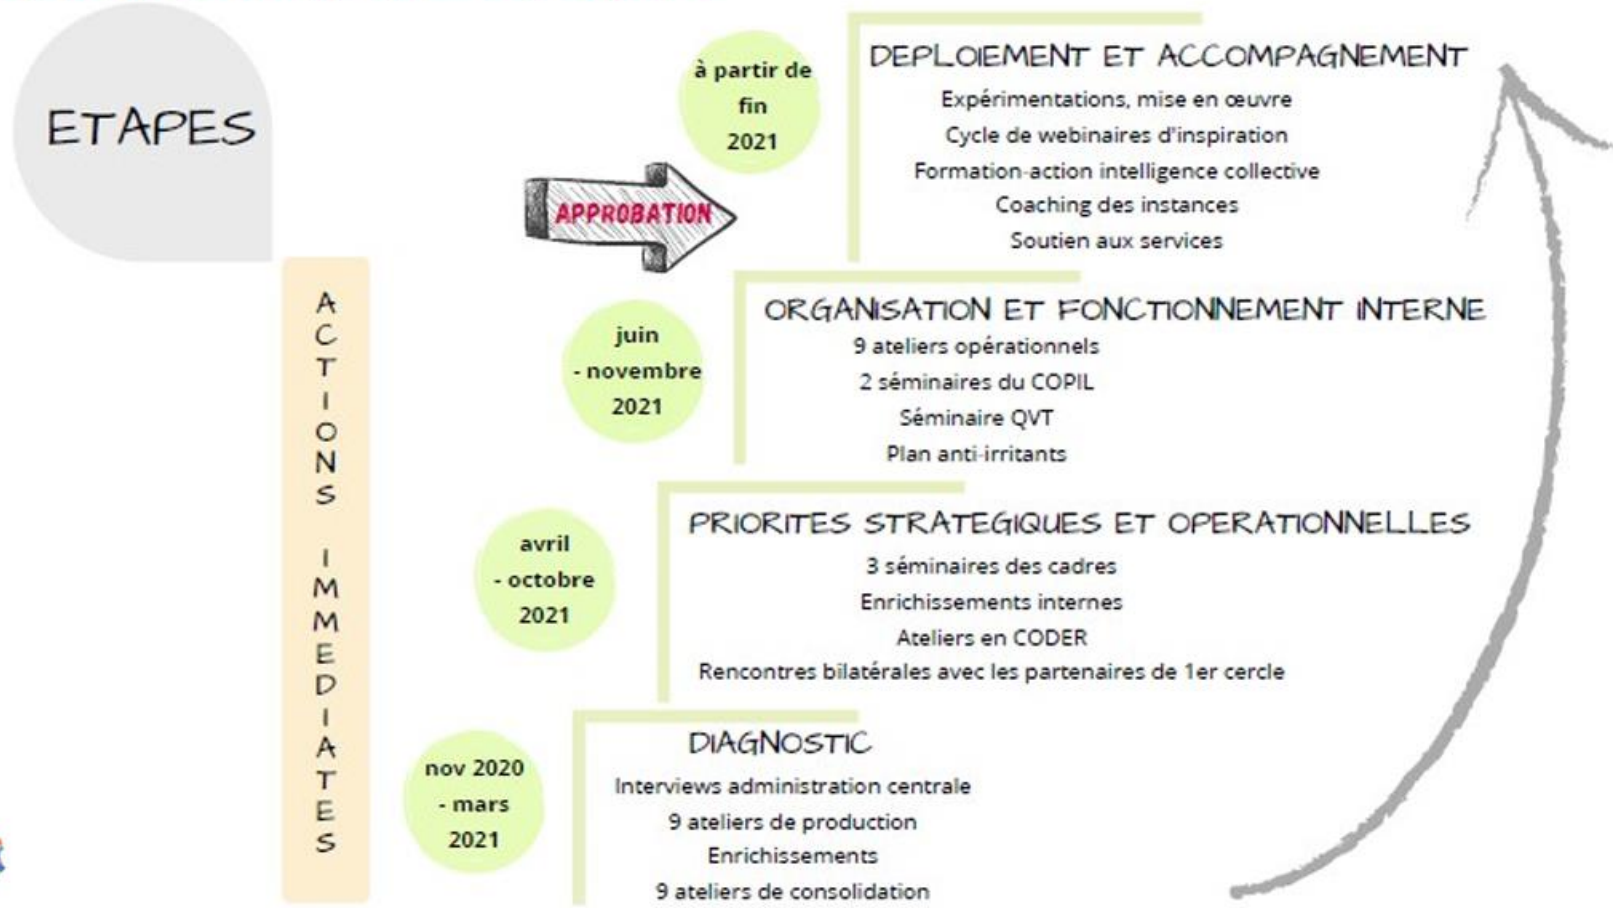 ETAPES
à partir de
fin
2021
DEPLOIEMENT ET ACCOMPAGNEMENT
Expérimentations, mise en œuvre
Cycle de webinaires d'inspiration
Formation-action intelligence collective
Coaching des instances
Soutien aux services
APPROBATION
ACTIONS IMMEDIATES
juin
- novembre
2021
ORGANISATION ET FONCTIONNEMENT INTERNE
9 ateliers opérationnels
2 séminaires du COPIL
Séminaire QVT
Plan anti-irritants
avril
- octobre
2021
PRIORITES STRATEGIQUES ET OPERATIONNELLES
3 séminaires des cadres
Enrichissements internes
Ateliers en CODER
Rencontres bilatérales avec les partenaires de 1er cercle
nov 2020
- mars
2021
DIAGNOSTIC
Interviews administration centrale
9 ateliers de production
Enrichissements
9 ateliers de consolidation